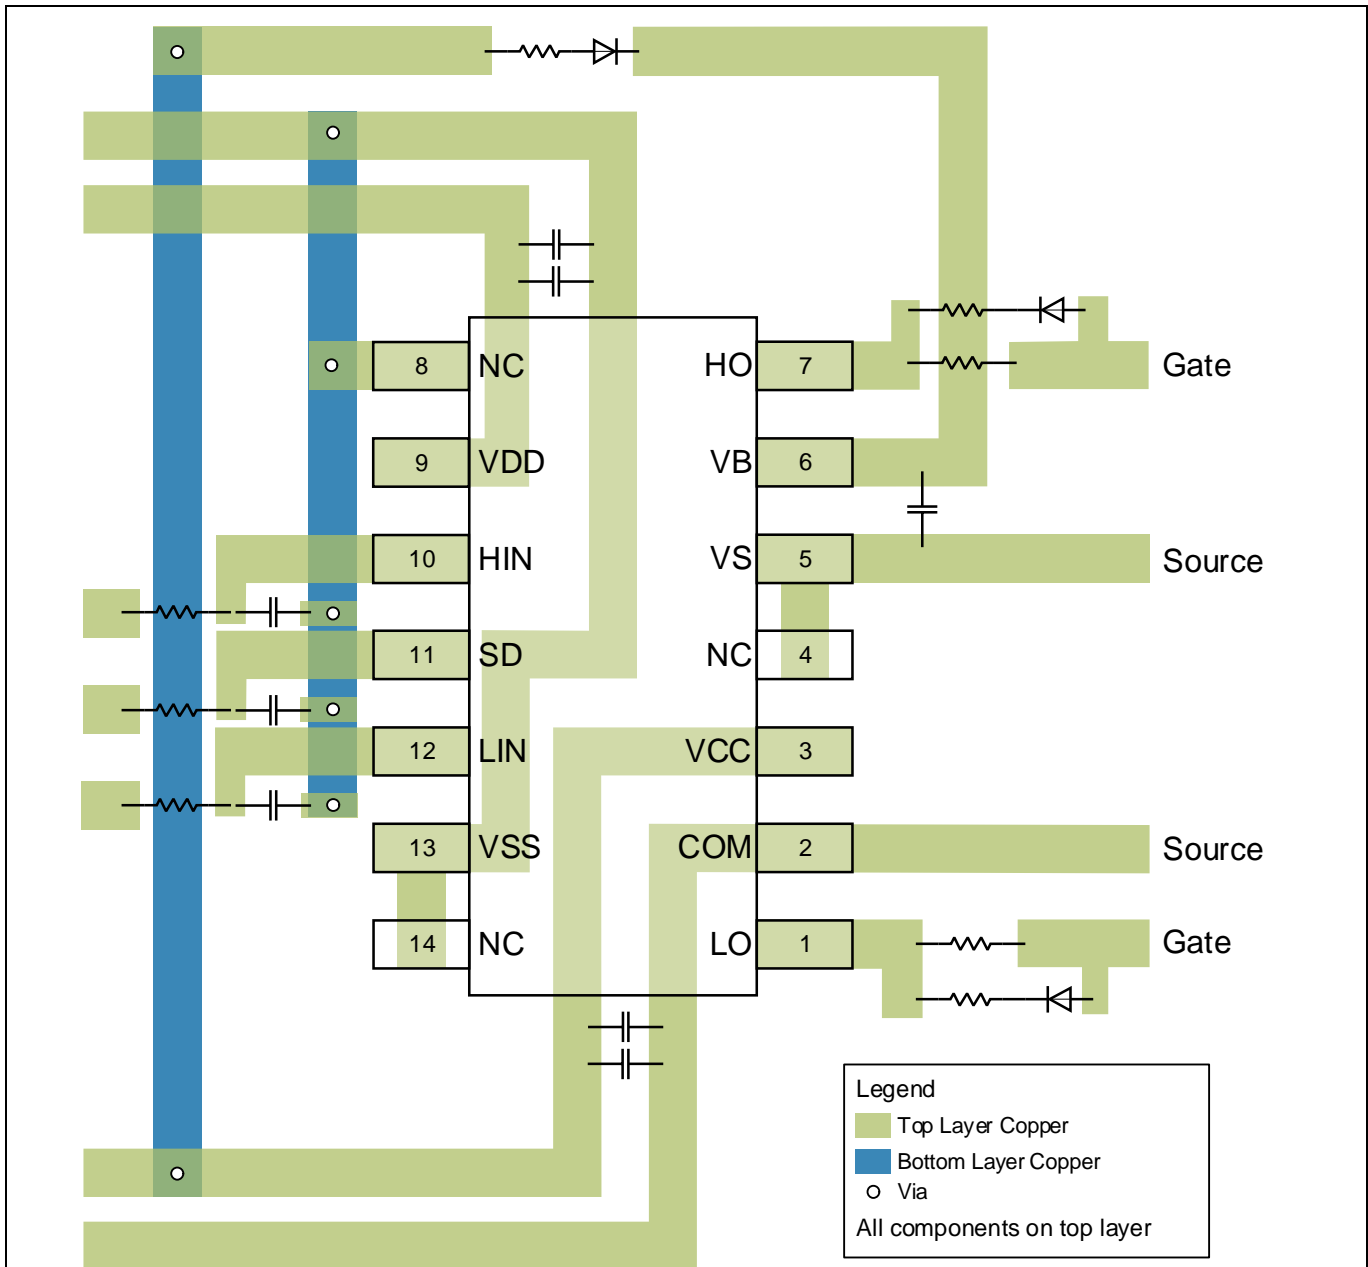 8 NC HO 7 Gate
9 VDD VB 6
10 HIN VS 5 Source
11 SD NC 4
12 LIN VCC 3
13 VSS COM 2 Source
14 NC LO 1 Gate
Legend
Top Layer Copper
Bottom Layer Copper
Via
All components on top layer